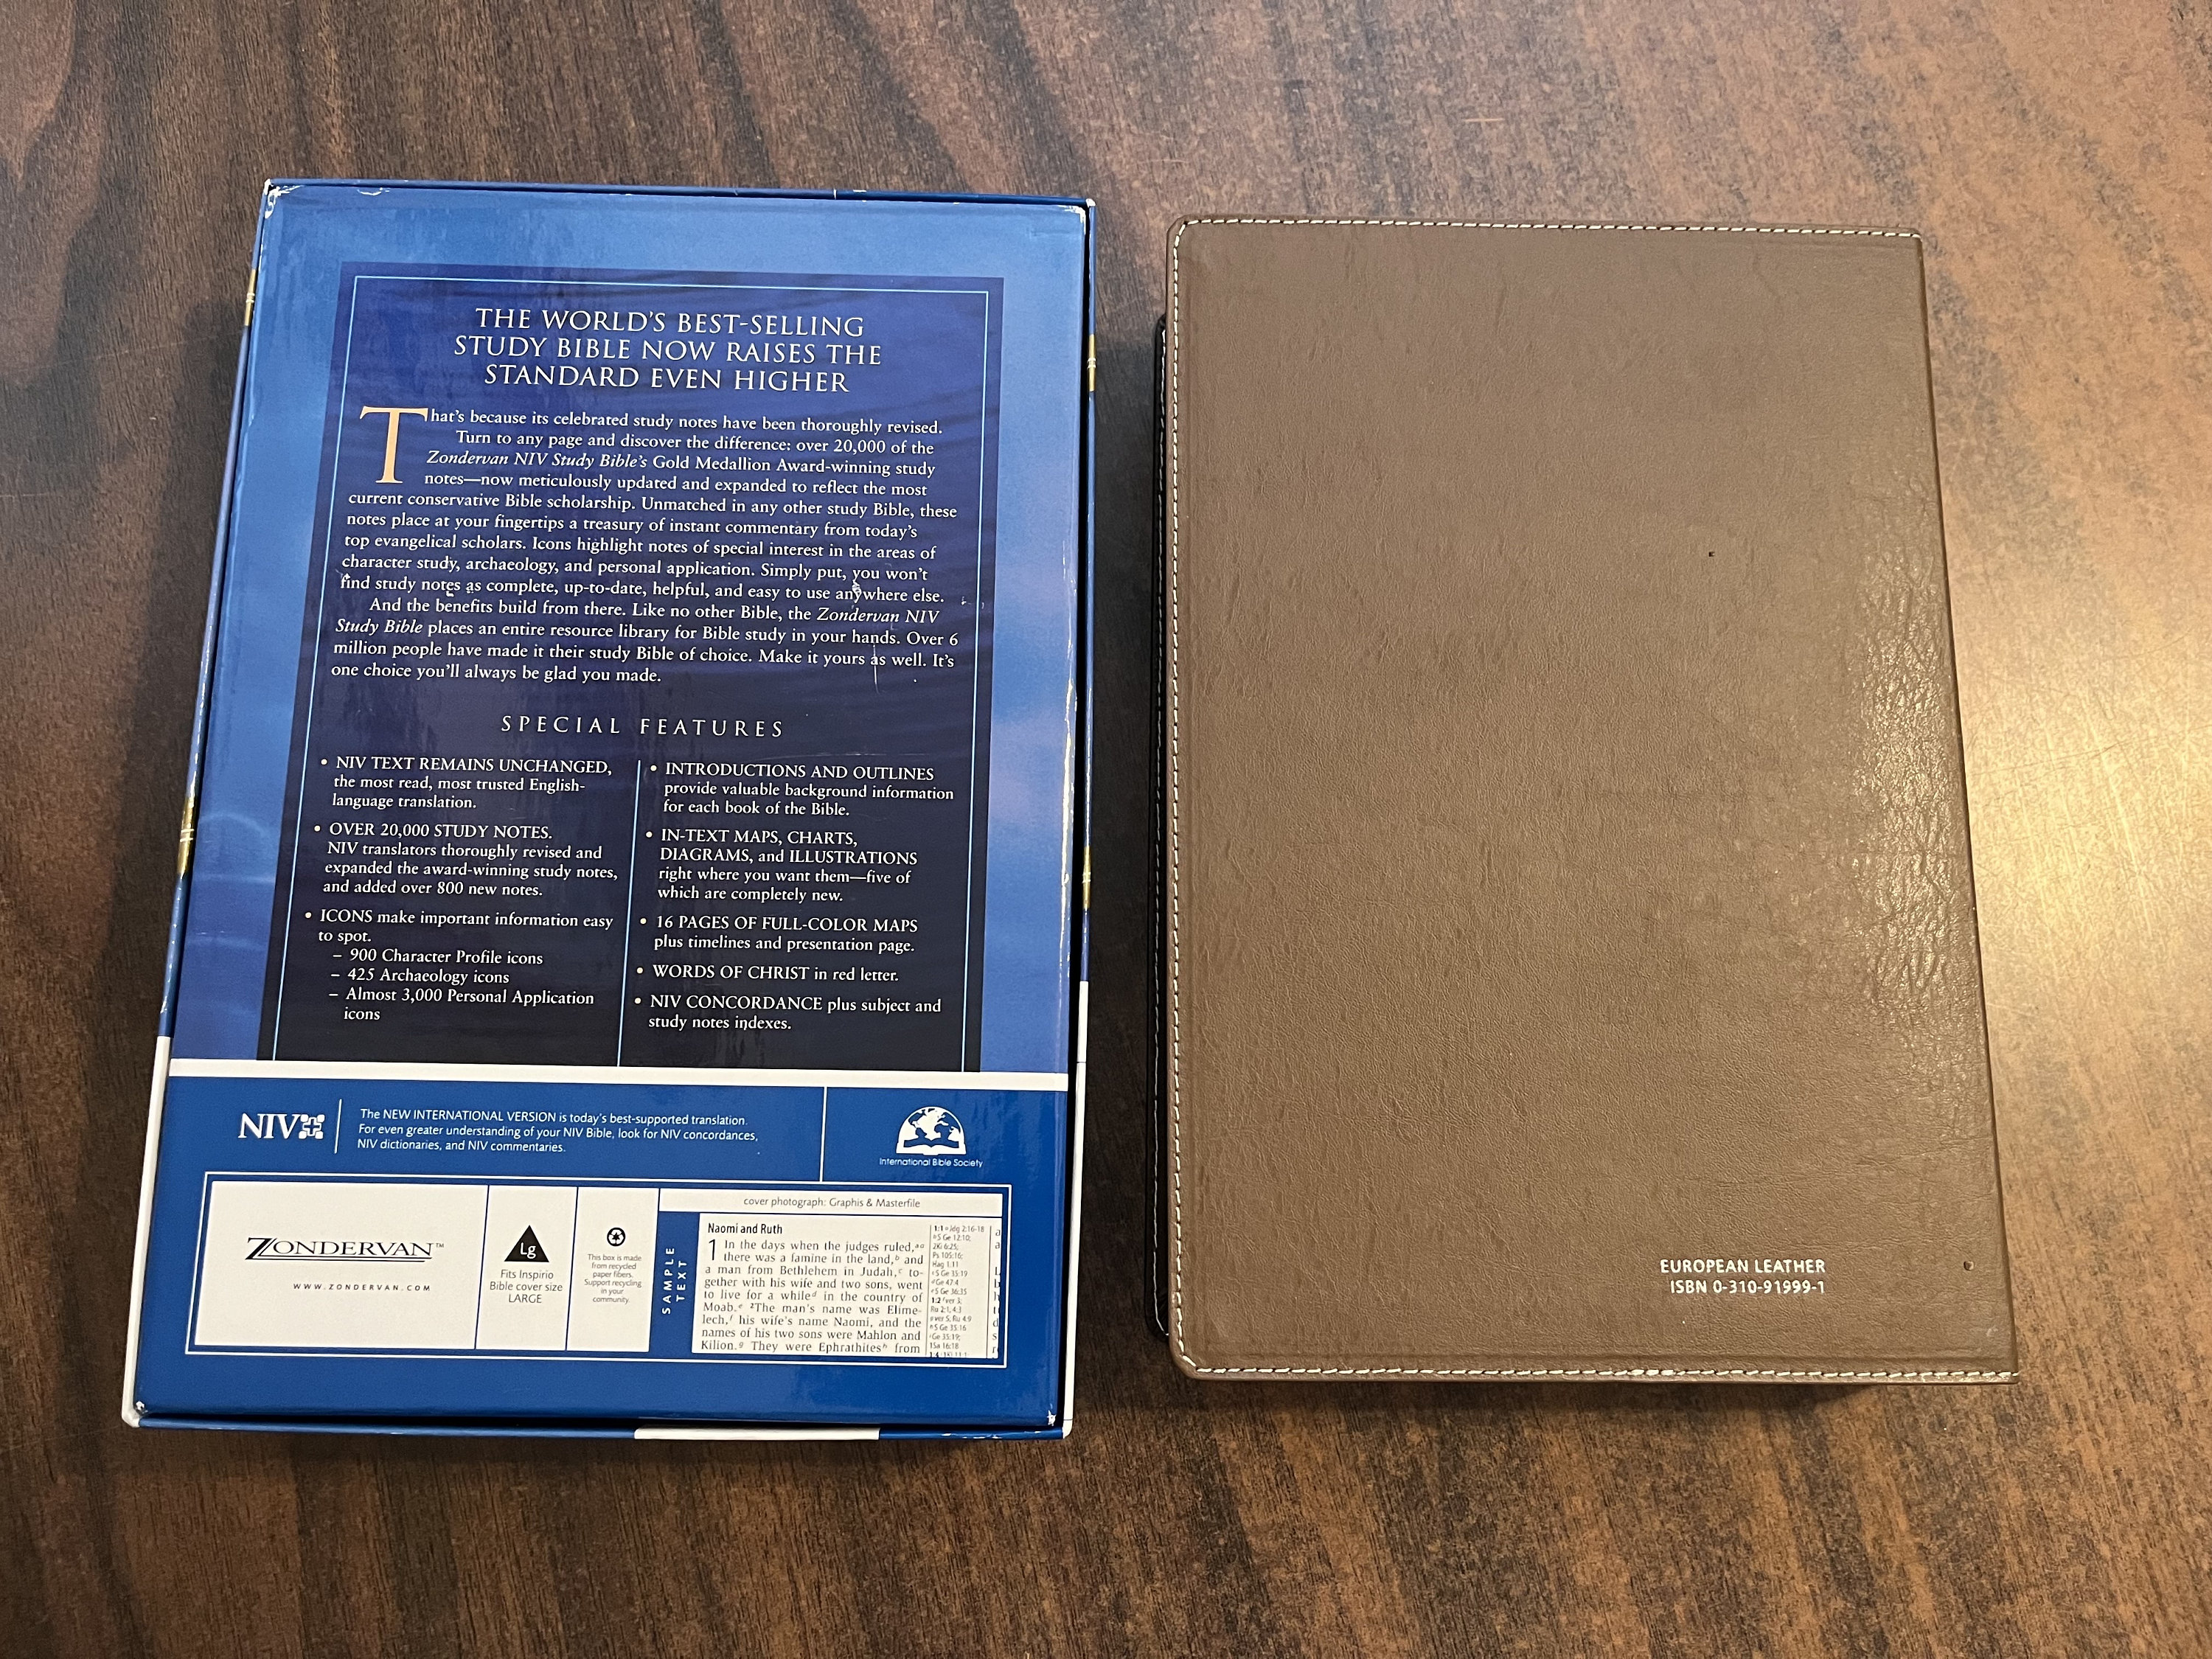 THE WORLD'S BEST-SELLING
STUDY BIBLE NOW RAISES THE
STANDARD EVEN HIGHER
That's because its celebrated study notes have been thoroughly revised.
Turn to any page and discover the difference: over 20,000 of the
Zondervan NIV Study Bible's Gold Medallion Award-winning study
notes—now meticulously updated and expanded to reflect the most
current conservative Bible scholarship. Unmatched in any other study Bible, these
notes place at your fingertips a treasury of instant commentary from today's
top evangelical scholars. Icons highlight notes of special interest in the areas of
character study, archaeology, and personal application. Simply put, you won't
find study notes as complete, up-to-date, helpful, and easy to use anywhere else.
And the benefits build from there. Like no other Bible, the Zondervan NIV
Study Bible places an entire resource library for Bible study in your hands. Over 6
million people have made it their study Bible of choice. Make it yours as well. It's
one choice you'll always be glad you made.
SPECIAL FEATURES
• NIV TEXT REMAINS UNCHANGED,
the most read, most trusted English-
language translation.
• OVER 20,000 STUDY NOTES.
NIV translators thoroughly revised and
expanded the award-winning study notes,
and added over 800 new notes.
• ICONS make important information easy
to spot.
– 900 Character Profile icons
– 425 Archaeology icons
– Almost 3,000 Personal Application
icons
• INTRODUCTIONS AND OUTLINES
provide valuable background information
for each book of the Bible.
• IN-TEXT MAPS, CHARTS,
DIAGRAMS, and ILLUSTRATIONS
right where you want them—five of
which are completely new.
• 16 PAGES OF FULL-COLOR MAPS
plus timelines and presentation page.
• WORDS OF CHRIST in red letter.
• NIV CONCORDANCE plus subject and
study notes indexes.
NIV
The NEW INTERNATIONAL VERSION is today's best-supported translation.
For even greater understanding of your NIV Bible, look for NIV concordances,
NIV dictionaries, and NIV commentaries.
International Bible Society
ZONDERVAN™
WWW.ZONDERVAN.COM
Lg
Fits Inspirio
Bible cover size
LARGE
This box is made
from recycled
paper fibers.
Support recycling
in your
community.
cover photograph: Graphis & Masterfile
SAMPLE
TEXT
Naomi and Ruth
1 In the days when the judges ruled,
there was a famine in the land,b and
a man from Bethlehem in Judah,c to-
gether with his wife and two sons, went
to live for a whiled in the country of
Moab.e 2The man's name was Elime-
lech,f his wife's name Naomi, and the
names of his two sons were Mahlon and
Kilion.g They were Ephrathitesh from
EUROPEAN LEATHER
ISBN 0-310-91999-1